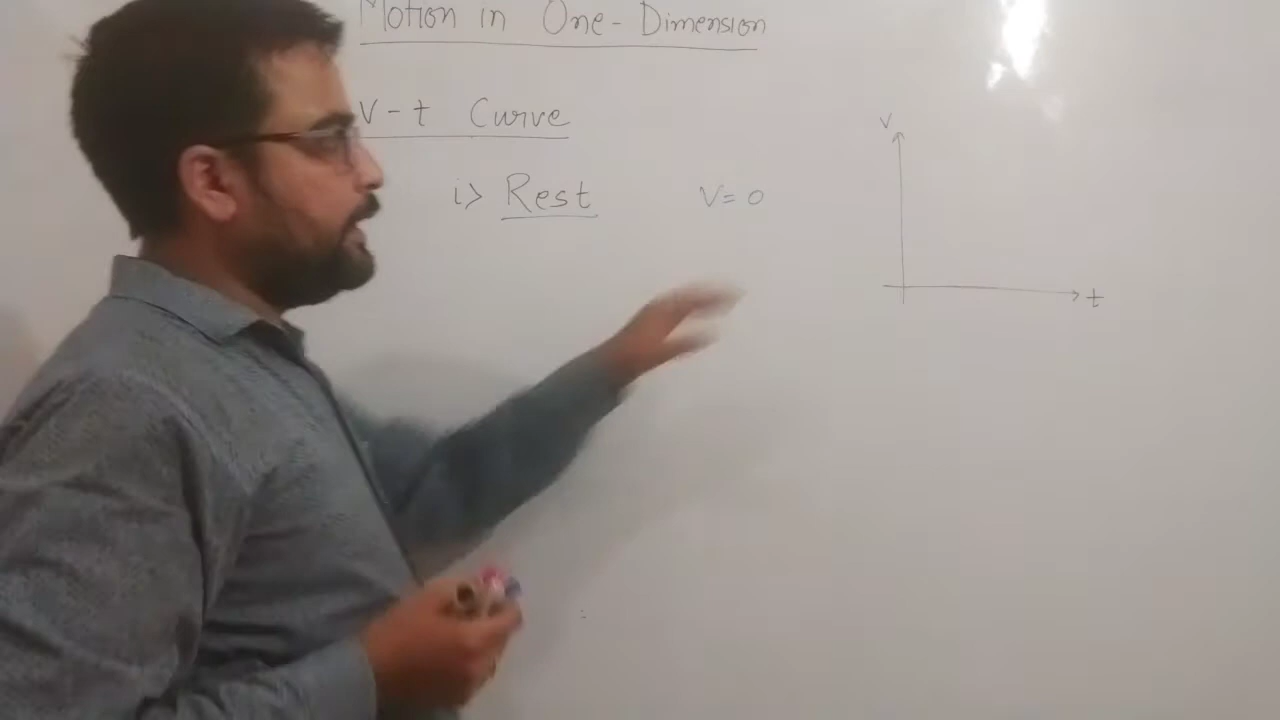 Motion in One-Dimension
V-t Curve
i> Rest V=0
v
t